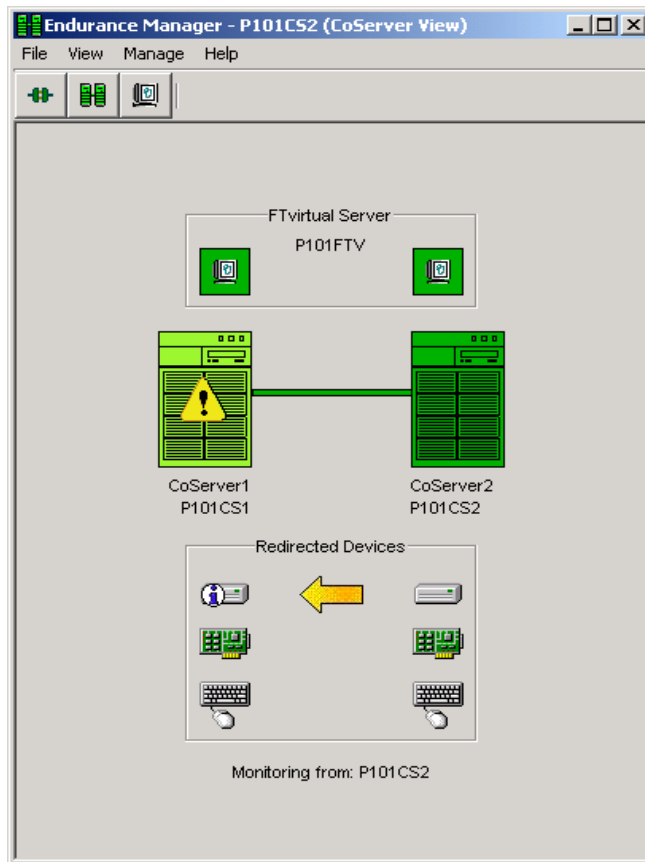 Endurance Manager - P101CS2 (CoServer View)
File View Manage Help
FTvirtual Server
P101FTV
CoServer1 CoServer2
P101CS1 P101CS2
Redirected Devices
Monitoring from: P101CS2